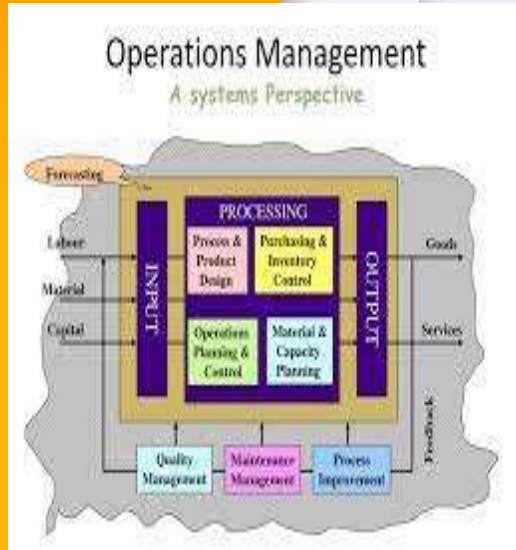 Operations Management
A systems Perspective
Forecasting
PROCESSING
Labour
Process &
Product
Design
Purchasing &
Inventory
Control
Goods
INPUT
OUTPUT
Material
Capital
Operations
Planning &
Control
Material &
Capacity
Planning
Services
Feedback
Quality
Management
Maintenance
Management
Process
Improvement